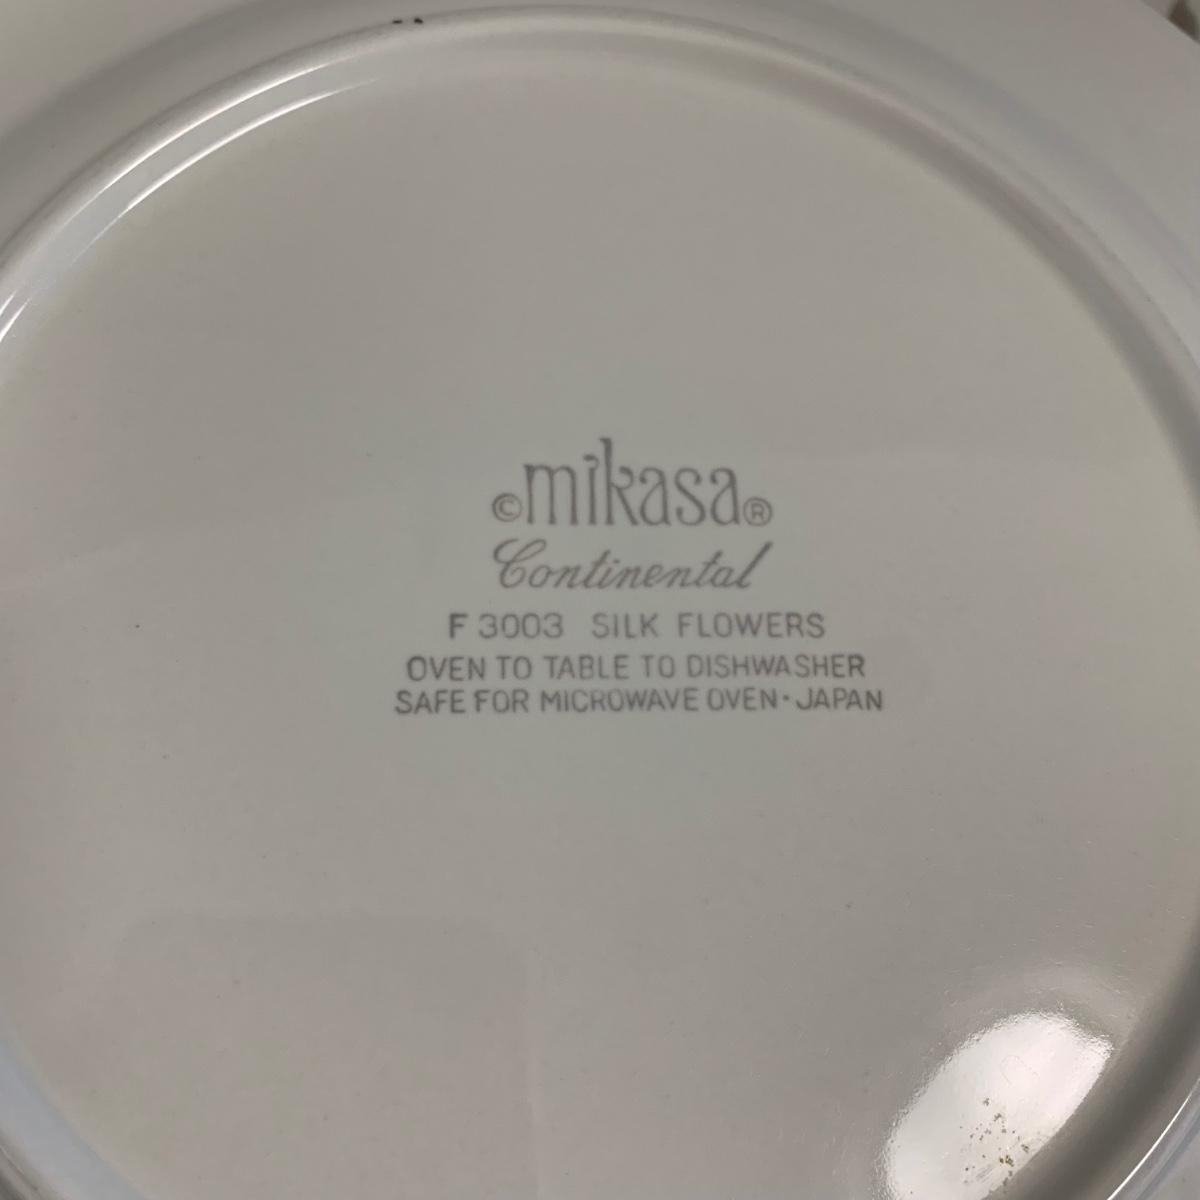 ©mikasa®
Continental
F 3003 SILK FLOWERS
OVEN TO TABLE TO DISHWASHER
SAFE FOR MICROWAVE OVEN·JAPAN